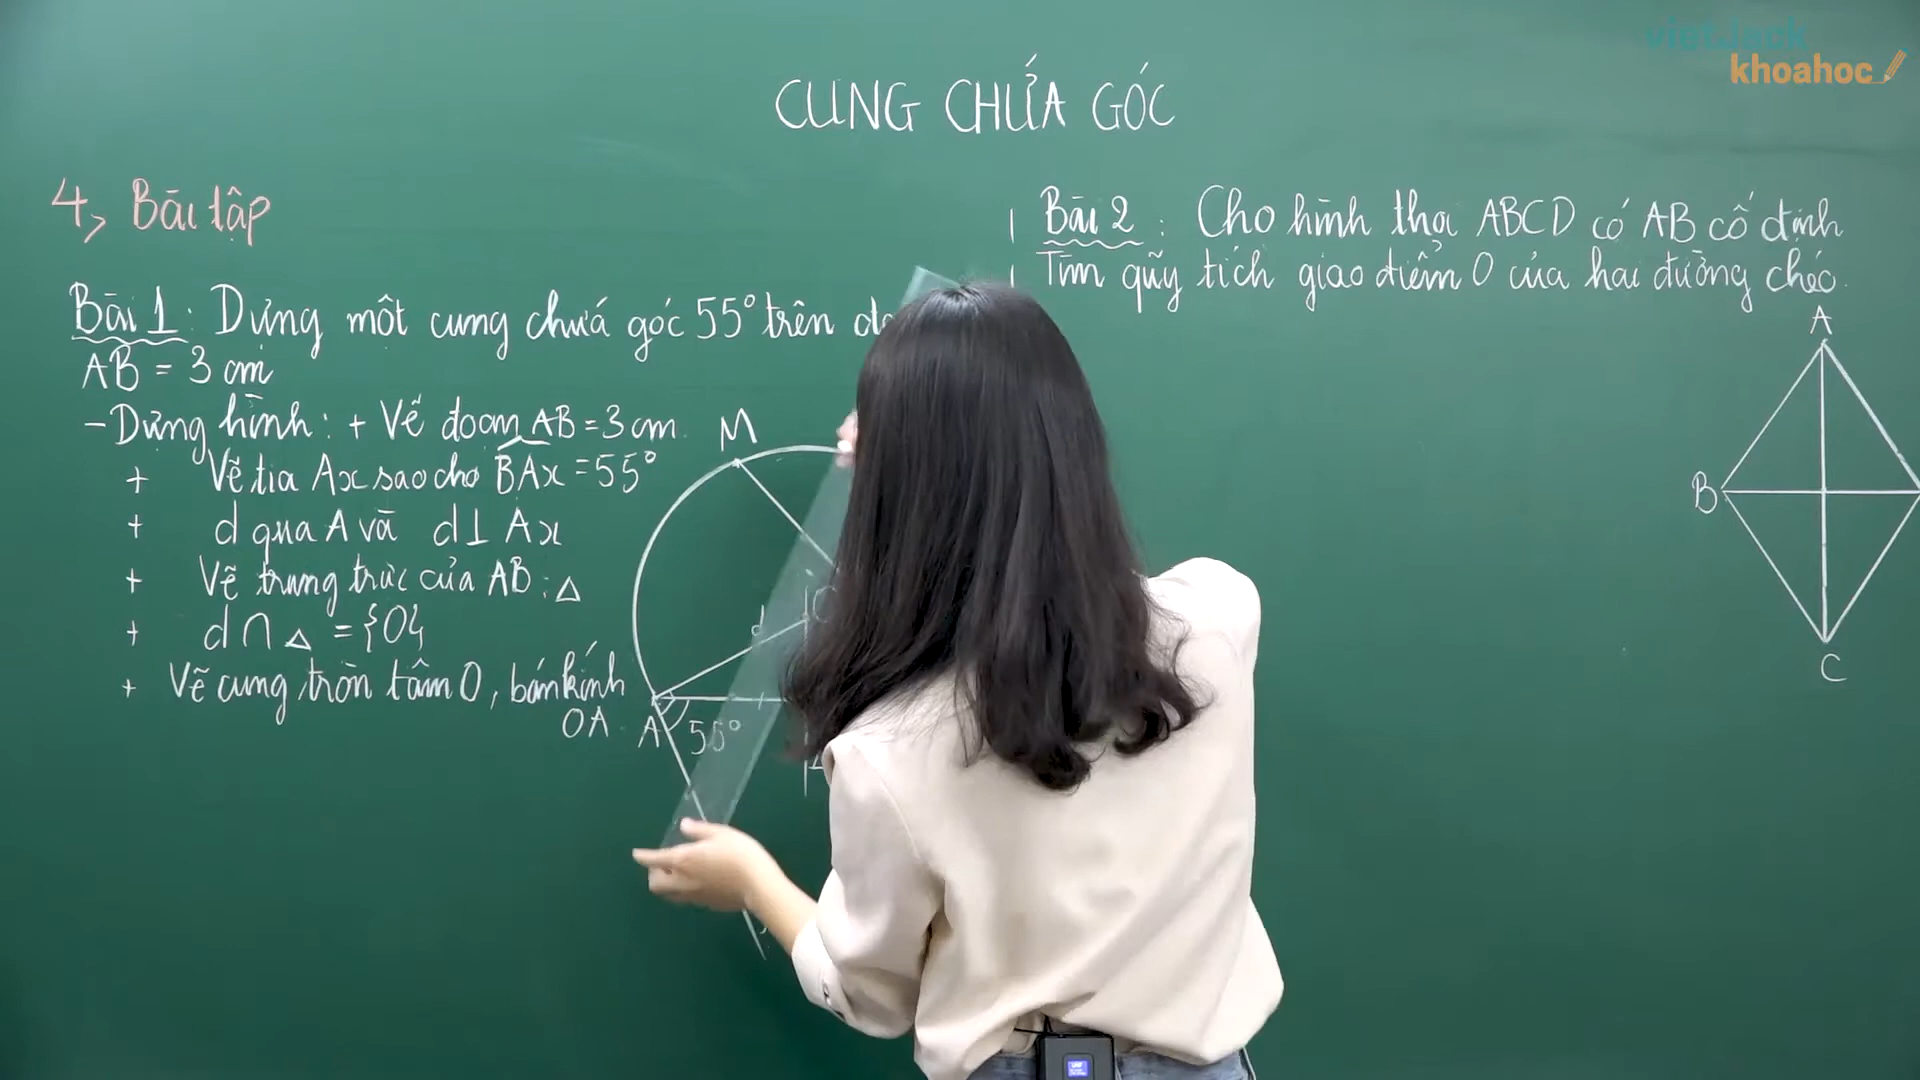 vietJack
khoahoc
CUNG CHỨA GÓC
4, Bài tập
Bài 1: Dựng một cung chứa góc 55° trên
AB = 3 cm
- Dựng hình: + Vẽ đoạn AB = 3 cm
+ Vẽ tia Ax sao cho BAx = 55°
+ d qua A và d ⊥ Ax
+ Vẽ trung trực của AB: Δ
+ d ∩ Δ = {O}
+ Vẽ cung tròn tâm O, bán kính
OA
M
d
A 55°
Bài 2: Cho hình thoi ABCD có AB cố định
Tìm quỹ tích giao điểm O của hai đường chéo.
A
B
C